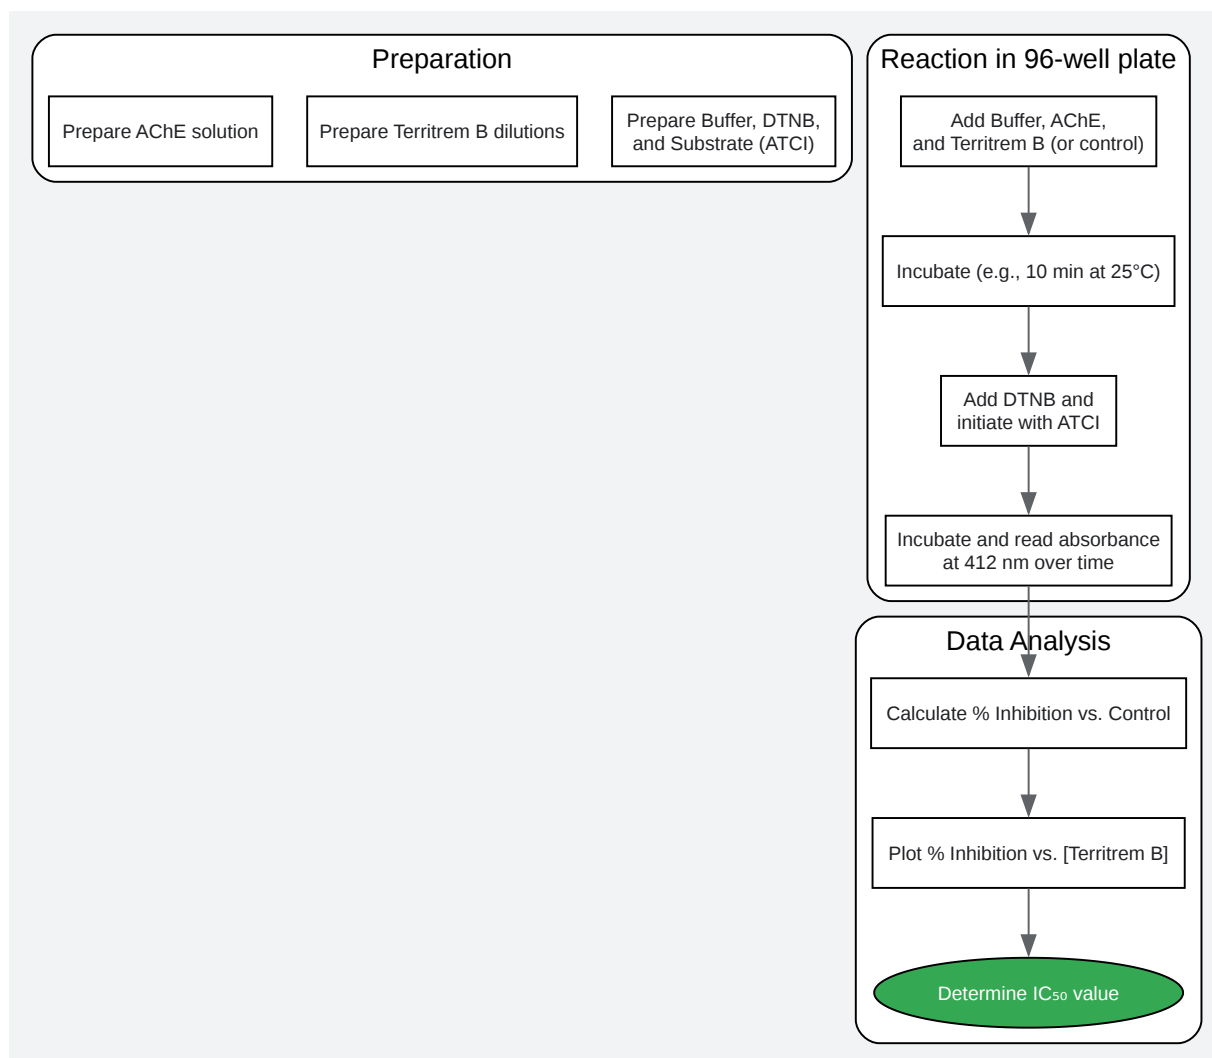 Preparation
Prepare AChE solution
Prepare Territrem B dilutions
Prepare Buffer, DTNB,
and Substrate (ATCI)
Reaction in 96-well plate
Add Buffer, AChE,
and Territrem B (or control)
Incubate (e.g., 10 min at 25°C)
Add DTNB and
initiate with ATCI
Incubate and read absorbance
at 412 nm over time
Data Analysis
Calculate % Inhibition vs. Control
Plot % Inhibition vs. [Territrem B]
Determine IC₅₀ value